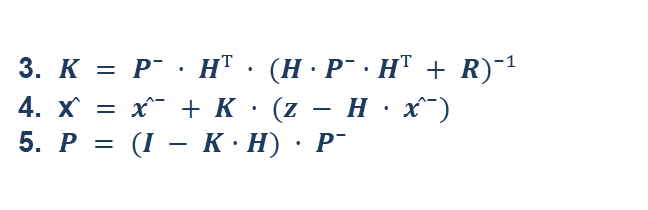 3. K = P⁻ · Hᵀ · (H · P⁻ · Hᵀ + R)⁻¹
4. x̂ = x̂⁻ + K · (z − H · x̂⁻)
5. P = (I − K · H) · P⁻